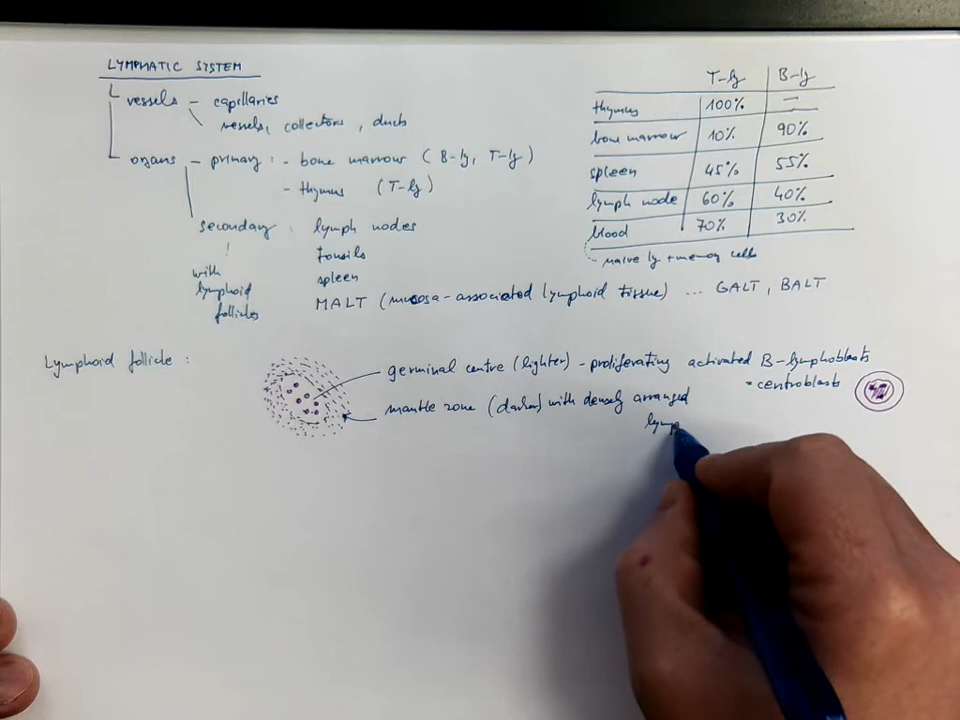 LYMPHATIC SYSTEM
vessels - capillaries
vessels, collectors, ducts
organs - primary: - bone marrow (B-ly, T-ly)
- thymus (T-ly)
secondary: lymph nodes
tonsils
with spleen
lymphoid MALT (mucosa-associated lymphoid tissue) ... GALT, BALT
follicles
T-ly B-ly
thymus 100% —
bone marrow 10% 90%
spleen 45% 55%
lymph node 60% 40%
blood 70% 30%
naive ly + memory cells
Lymphoid follicle:
germinal centre (lighter) - proliferating activated B-lymphoblasts
- centroblasts
mantle zone (darker) with densely arranged
lymp